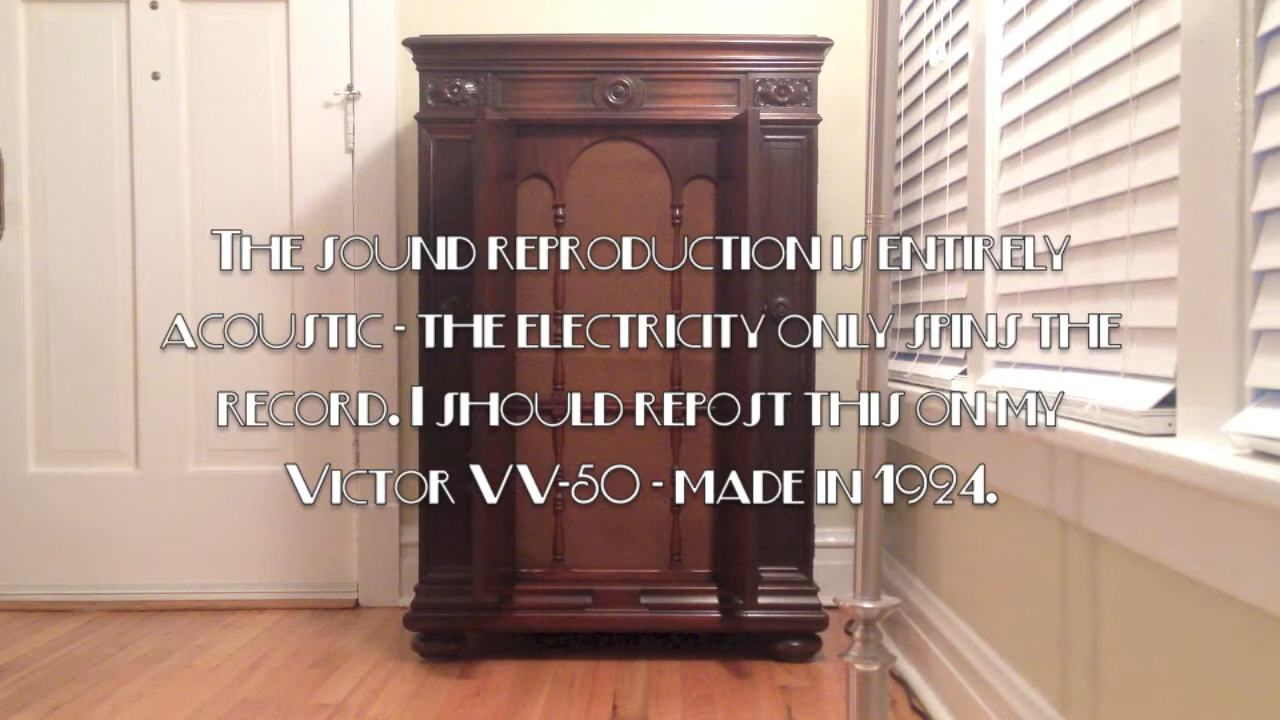 The sound reproduction is entirely
acoustic - the electricity only spins the
record. I should repost this on my
Victor VV-50 - made in 1924.